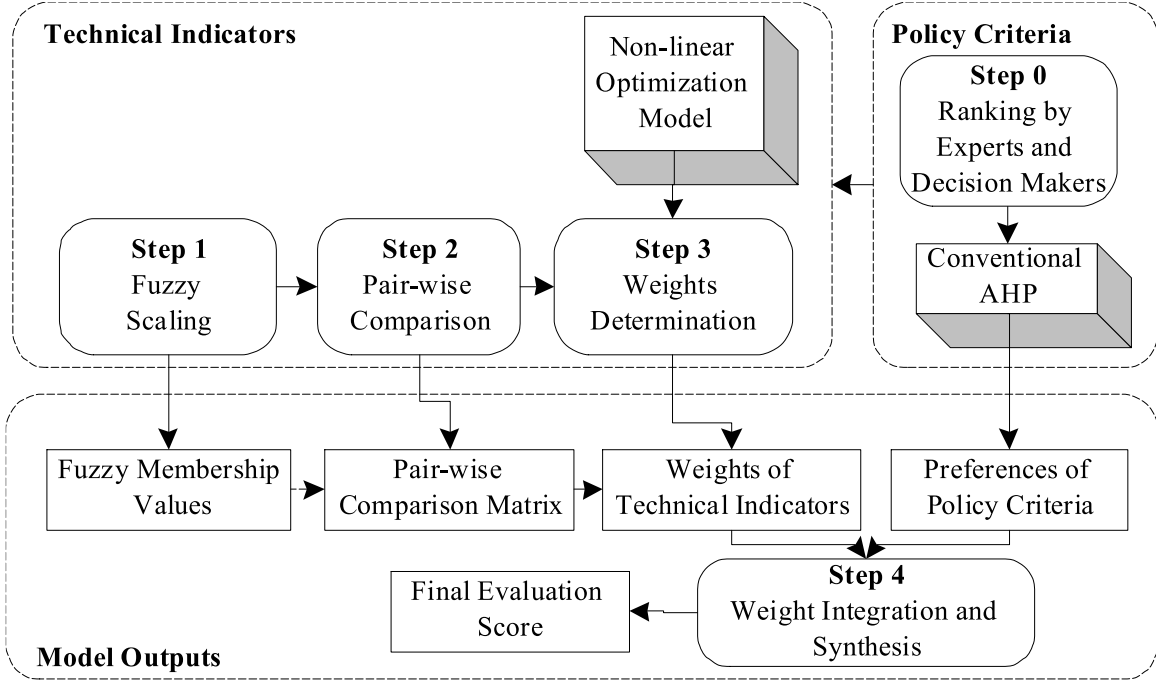 Technical Indicators
Non-linear
Optimization
Model
Policy Criteria
Step 0
Ranking by
Experts and
Decision Makers
Step 1
Fuzzy
Scaling
Step 2
Pair-wise
Comparison
Step 3
Weights
Determination
Conventional
AHP
Fuzzy Membership
Values
Pair-wise
Comparison Matrix
Weights of
Technical Indicators
Preferences of
Policy Criteria
Step 4
Weight Integration and
Synthesis
Final Evaluation
Score
Model Outputs